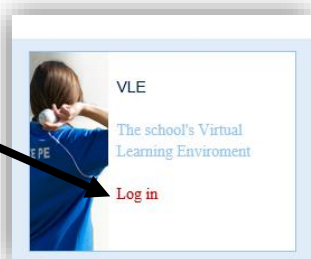 VLE
The school's Virtual
Learning Enviroment
Log in
E PE